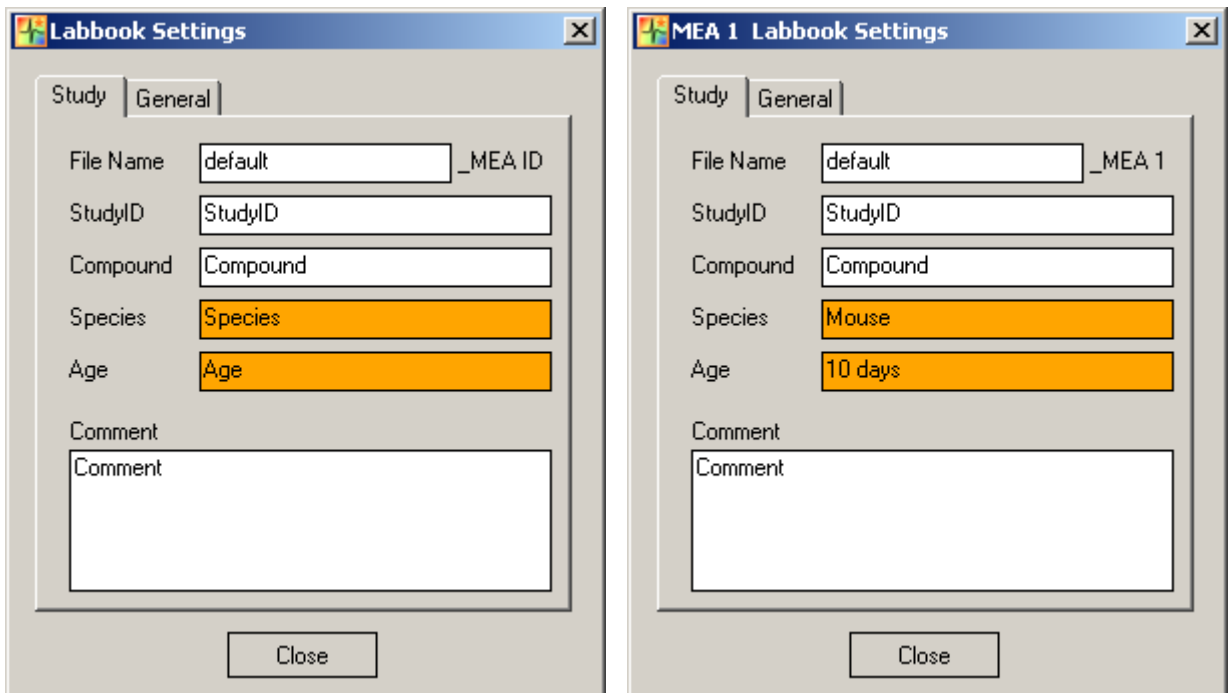 Labbook Settings
Study General
File Name default _MEA ID
StudyID StudyID
Compound Compound
Species Species
Age Age
Comment
Comment
Close
MEA 1 Labbook Settings
Study General
File Name default _MEA 1
StudyID StudyID
Compound Compound
Species Mouse
Age 10 days
Comment
Comment
Close